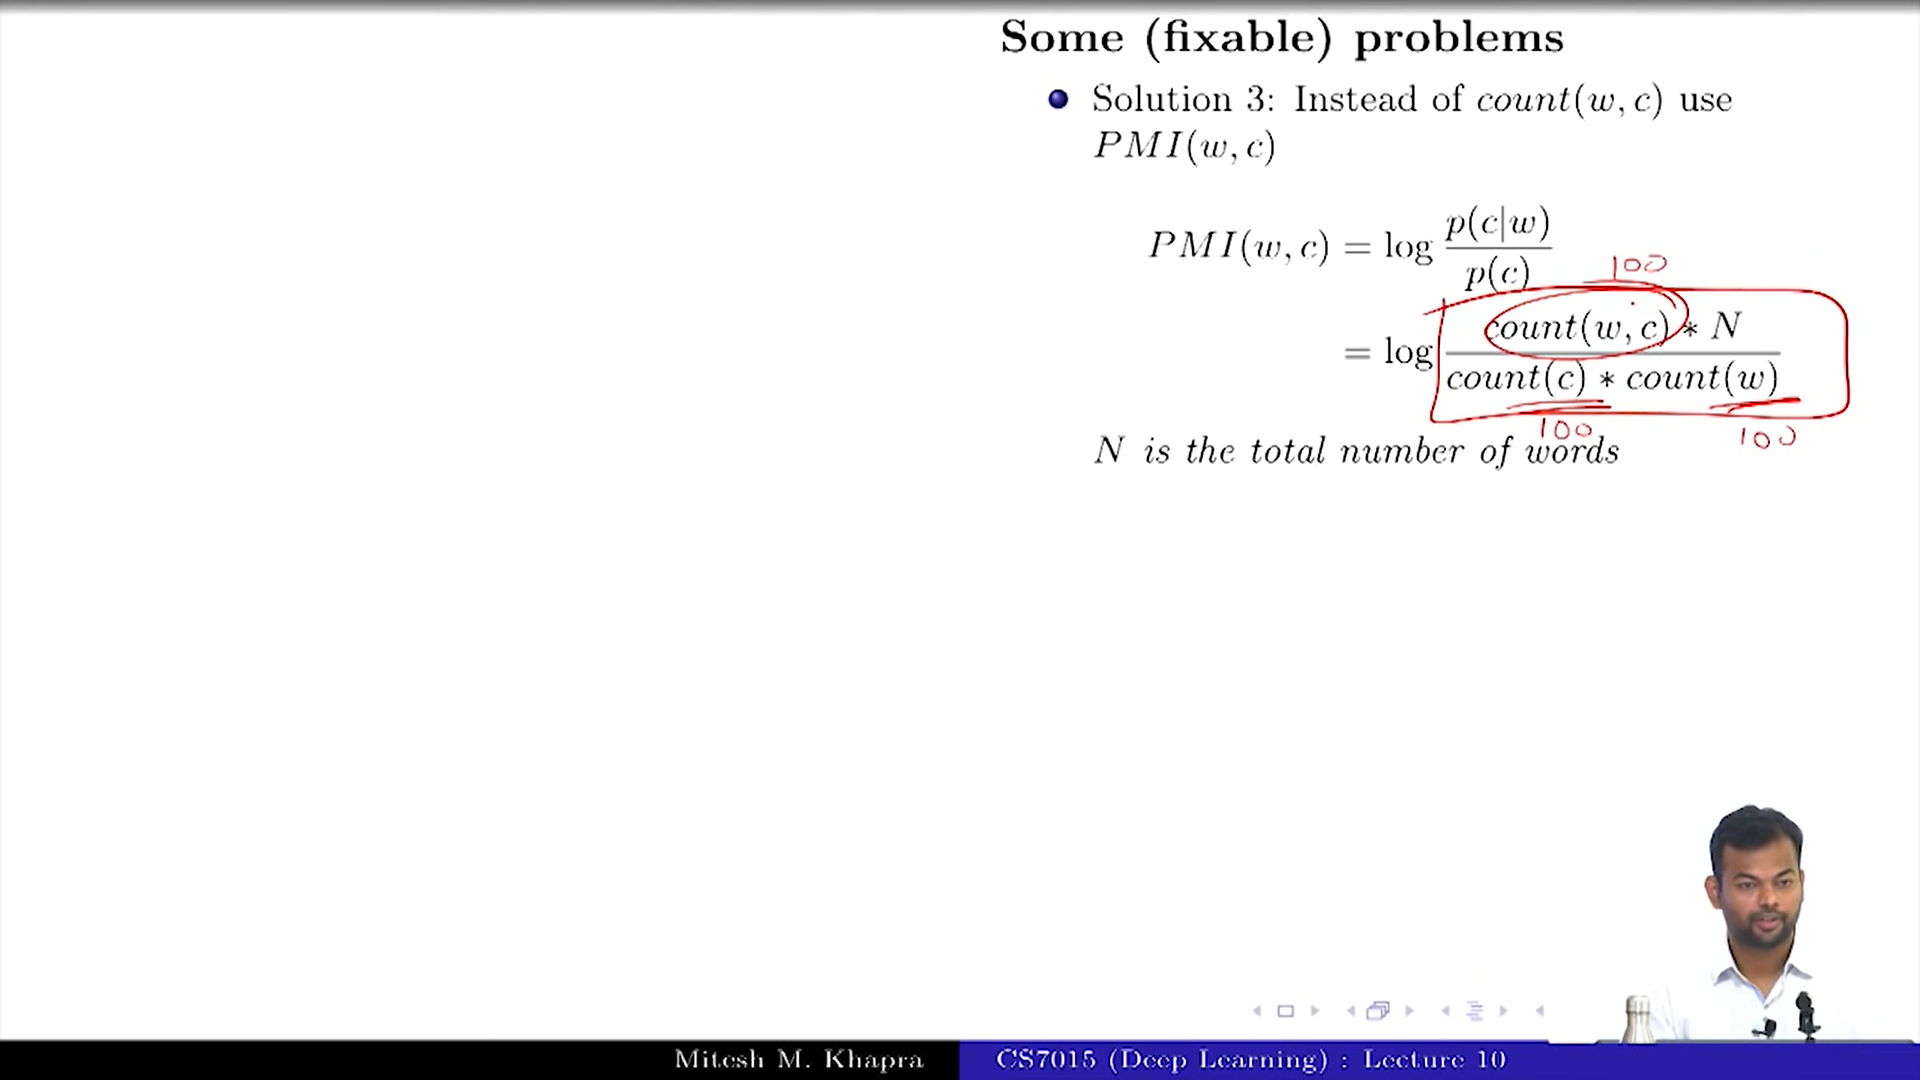 Some (fixable) problems
Solution 3: Instead of count(w, c) use
PMI(w, c)
PMI(w, c) = log p(c|w) / p(c)
100
= log count(w, c) * N / count(c) * count(w)
100 100
N is the total number of words
Mitesh M. Khapra CS7015 (Deep Learning) : Lecture 10